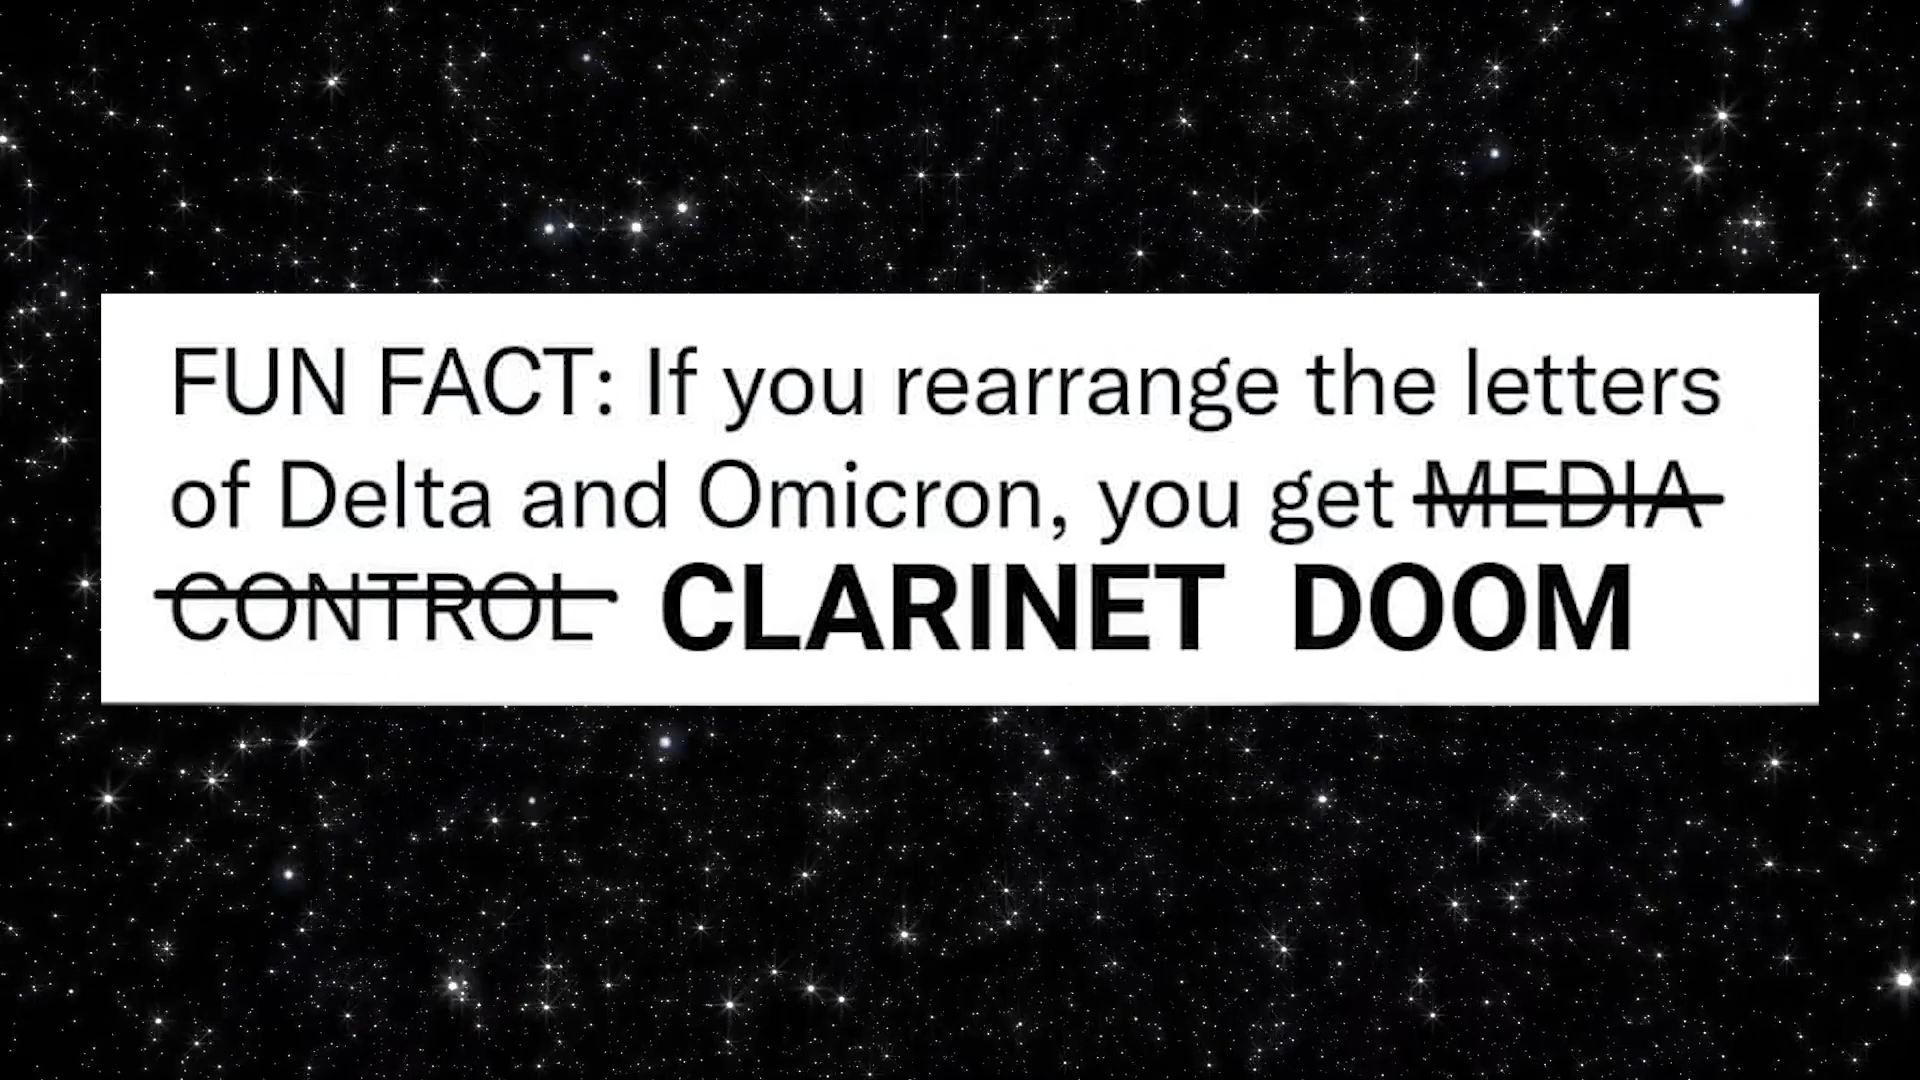 FUN FACT: If you rearrange the letters
of Delta and Omicron, you get MEDIA
CONTROL CLARINET DOOM